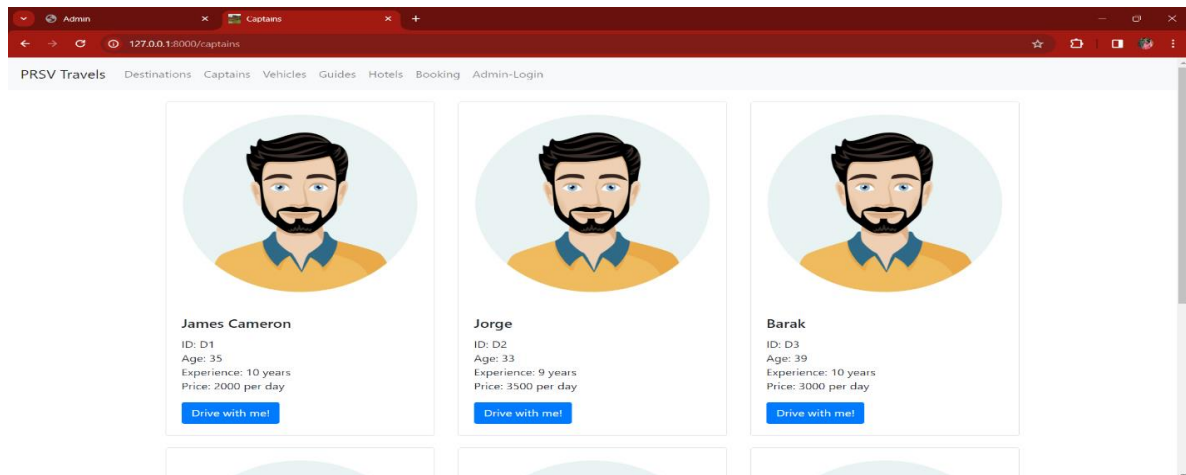 Admin
Captains
127.0.0.1:8000/captains
PRSV Travels Destinations Captains Vehicles Guides Hotels Booking Admin-Login
James Cameron
ID: D1
Age: 35
Experience: 10 years
Price: 2000 per day
Drive with me!
Jorge
ID: D2
Age: 33
Experience: 9 years
Price: 3500 per day
Drive with me!
Barak
ID: D3
Age: 39
Experience: 10 years
Price: 3000 per day
Drive with me!